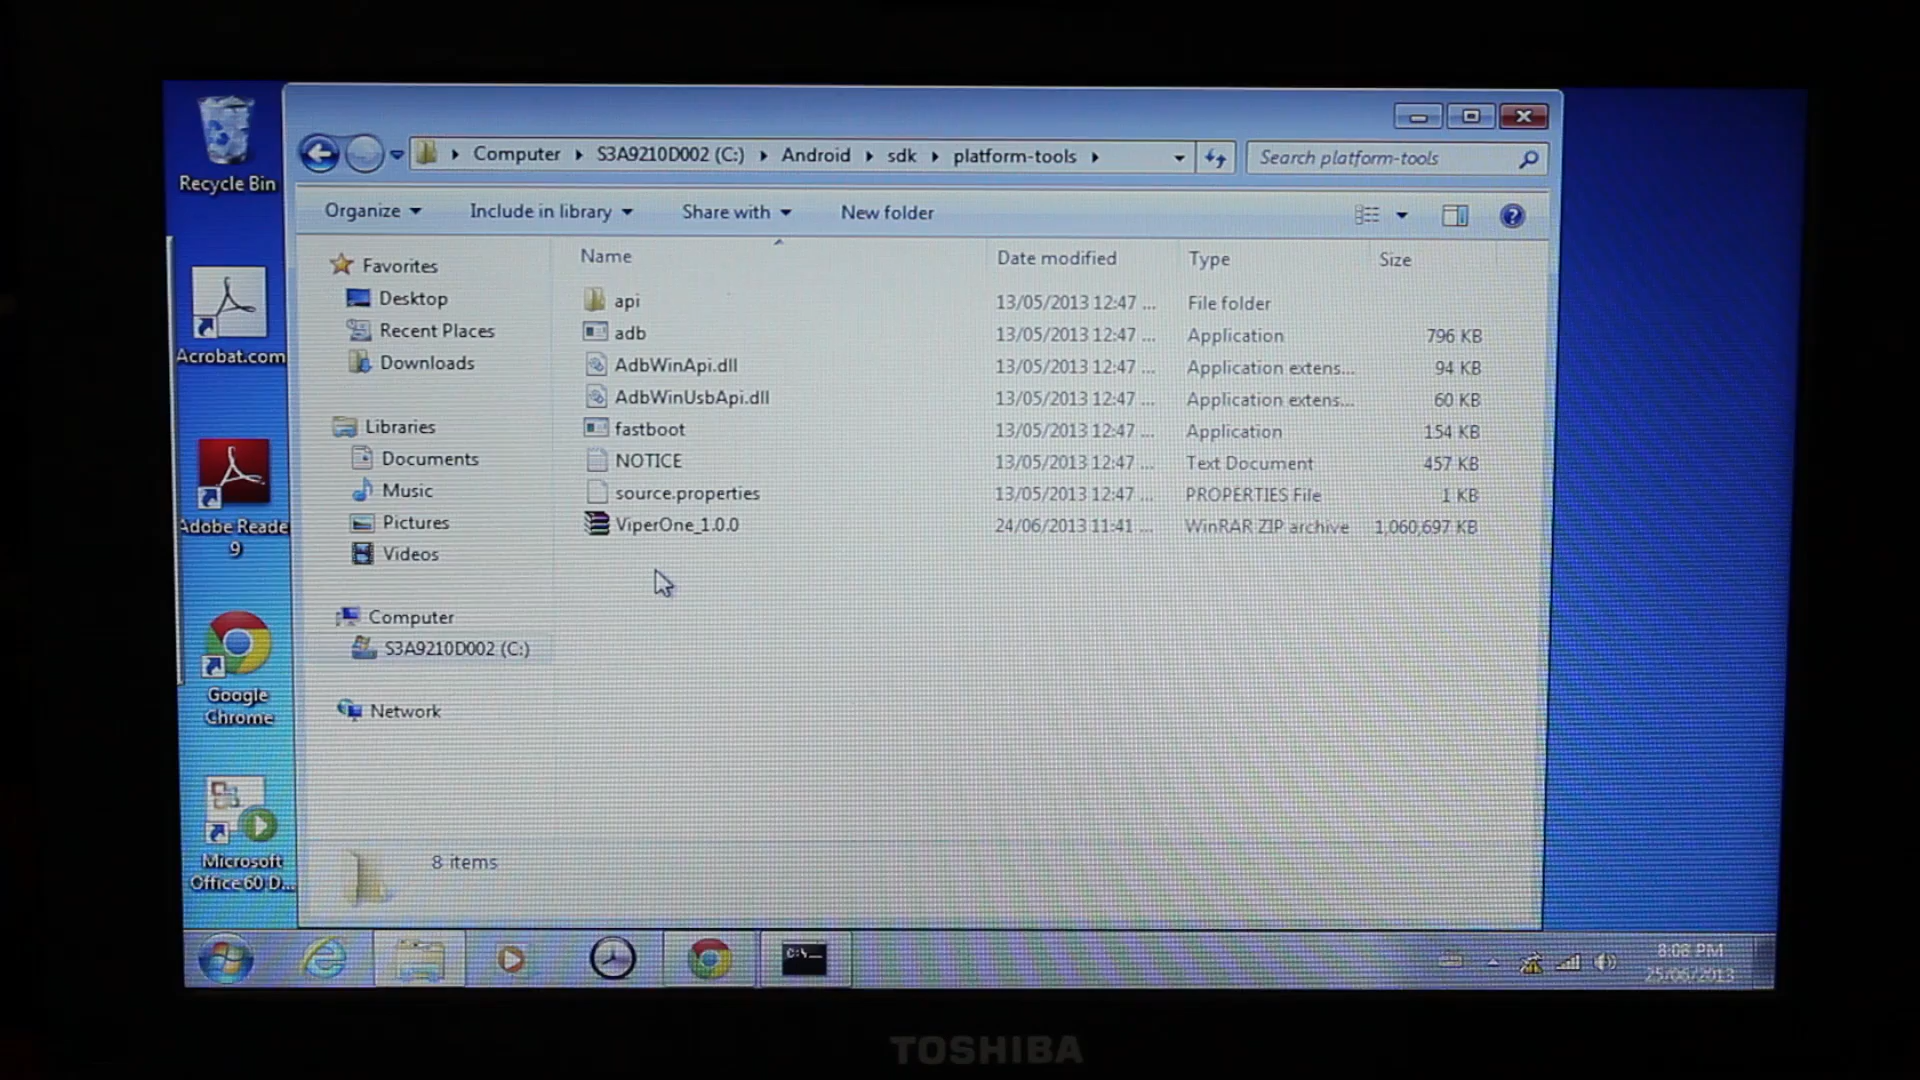 Recycle Bin
Acrobat.com
Adobe Reade
9
Google
Chrome
Microsoft
Office 60 D...
Computer S3A9210D002 (C:) Android sdk platform-tools
Search platform-tools
Organize Include in library Share with New folder
Favorites
Desktop
Recent Places
Downloads
Libraries
Documents
Music
Pictures
Videos
Computer
S3A9210D002 (C:)
Network
Name Date modified Type Size
api 13/05/2013 12:47 ... File folder
adb 13/05/2013 12:47 ... Application 796 KB
AdbWinApi.dll 13/05/2013 12:47 ... Application extens... 94 KB
AdbWinUsbApi.dll 13/05/2013 12:47 ... Application extens... 60 KB
fastboot 13/05/2013 12:47 ... Application 154 KB
NOTICE 13/05/2013 12:47 ... Text Document 457 KB
source.properties 13/05/2013 12:47 ... PROPERTIES File 1 KB
ViperOne_1.0.0 24/06/2013 11:41 ... WinRAR ZIP archive 1,060,697 KB
8 items
C:\
8:08 PM
25/06/2013
TOSHIBA